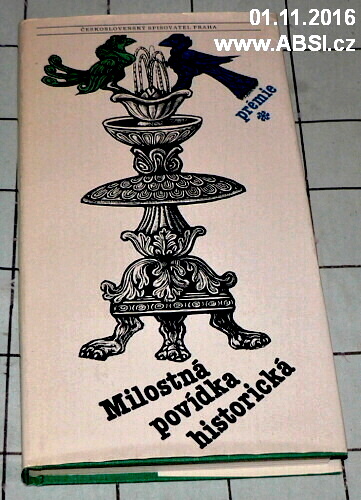 01.11.2016
www.ABSI.cz
ČESKOSLOVENSKÝ SPISOVATEL PRAHA
prémie
Milostná
povídka
historická